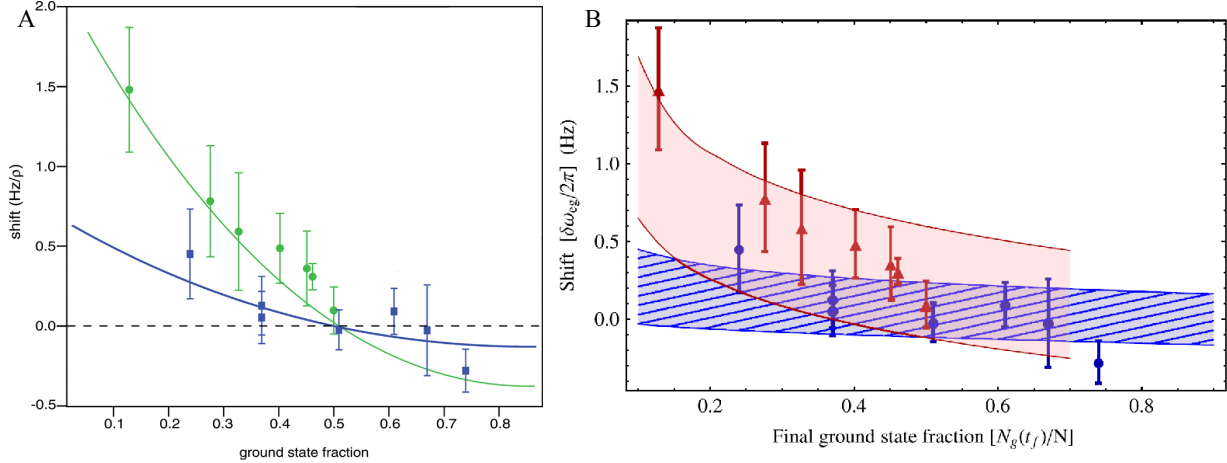 A
2.0
1.5
1.0
0.5
0.0
-0.5
shift (Hz/ρ)
0.1 0.2 0.3 0.4 0.5 0.6 0.7 0.8
ground state fraction
B
1.5
1.0
0.5
0.0
Shift [δω_eg/2π] (Hz)
0.2 0.4 0.6 0.8
Final ground state fraction [N_g(t_f)/N]